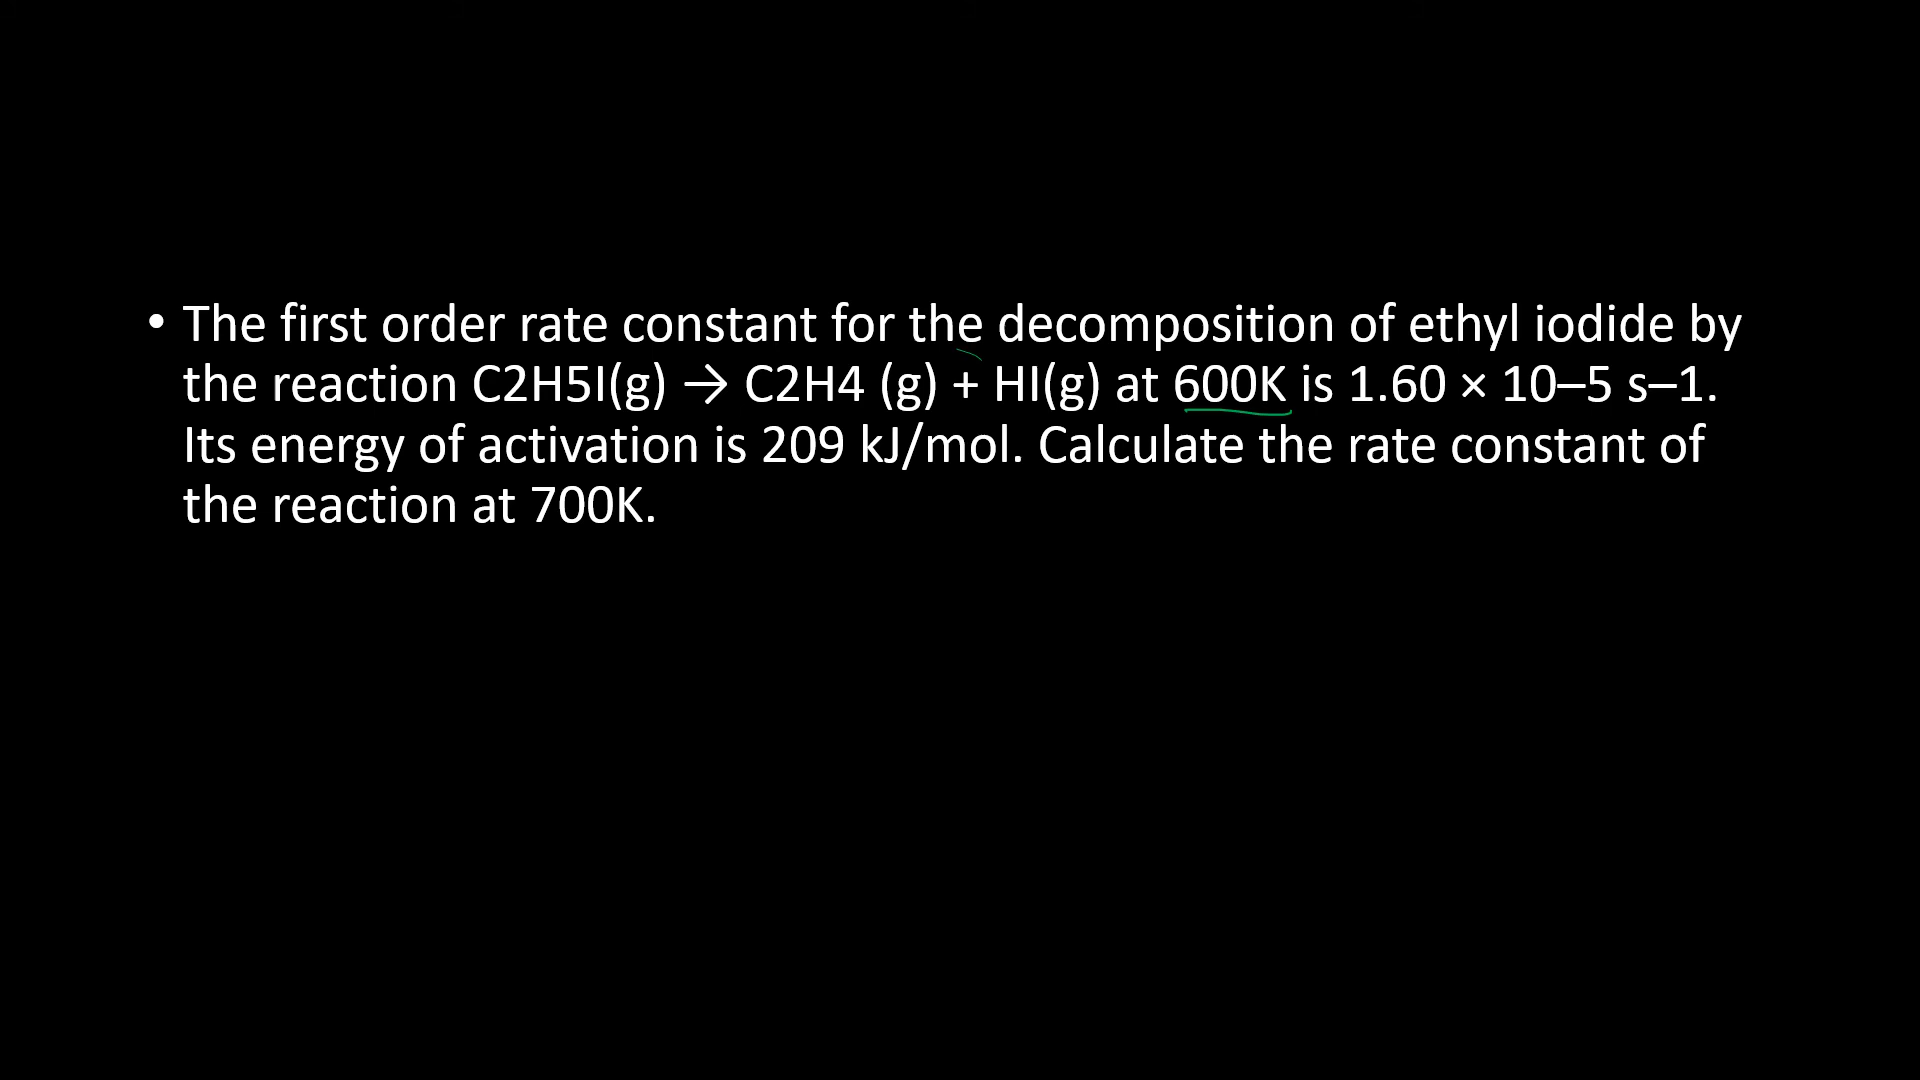 • The first order rate constant for the decomposition of ethyl iodide by
the reaction C2H5I(g) → C2H4 (g) + HI(g) at 600K is 1.60 × 10–5 s–1.
Its energy of activation is 209 kJ/mol. Calculate the rate constant of
the reaction at 700K.